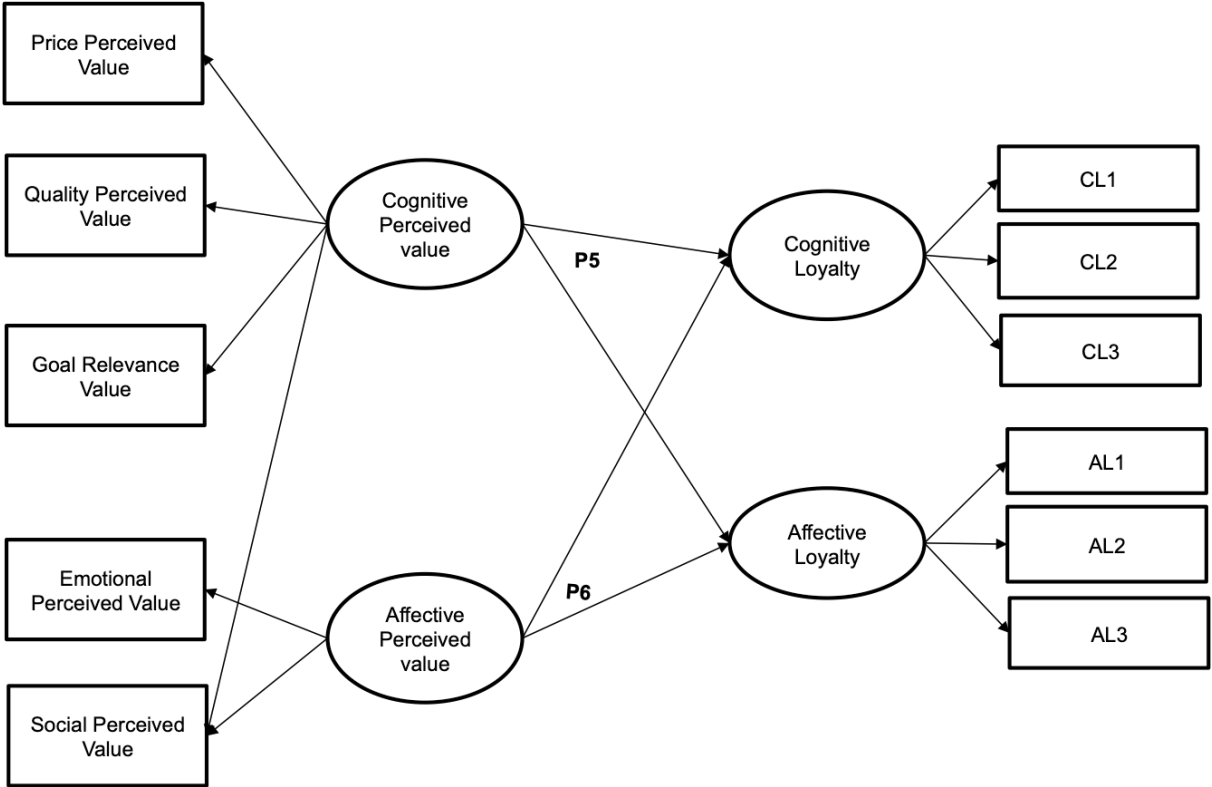 Price Perceived
Value
Quality Perceived
Value
Goal Relevance
Value
Emotional
Perceived Value
Social Perceived
Value
Cognitive
Perceived
value
Affective
Perceived
value
P5
P6
Cognitive
Loyalty
Affective
Loyalty
CL1
CL2
CL3
AL1
AL2
AL3